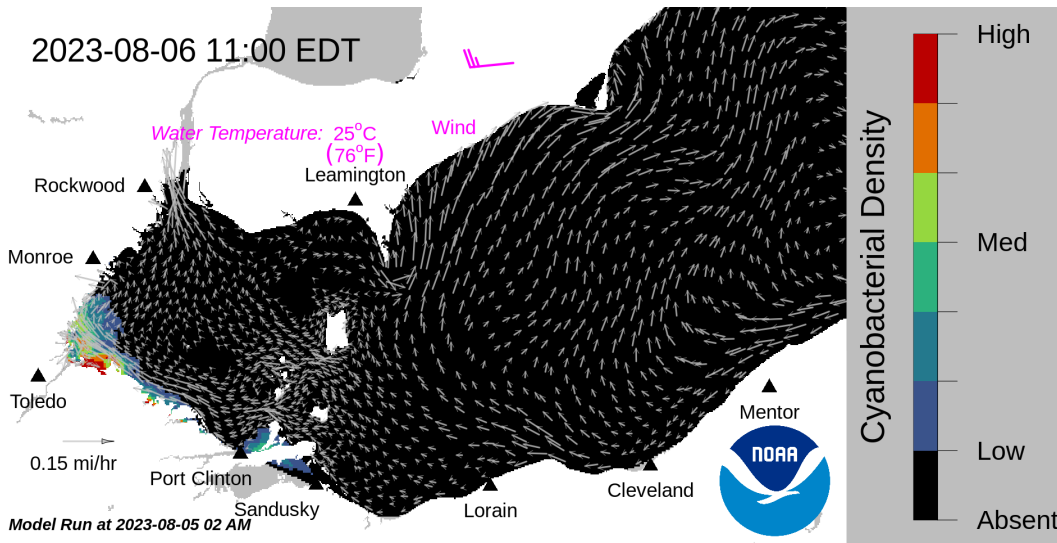 2023-08-06 11:00 EDT
High
Wind
Water Temperature: 25°C
(76°F)
Leamington
Rockwood
Monroe
Med
Cyanobacterial Density
Toledo
Mentor
0.15 mi/hr
NOAA
Low
Port Clinton
Cleveland
Sandusky
Lorain
Model Run at 2023-08-05 02 AM
Absent